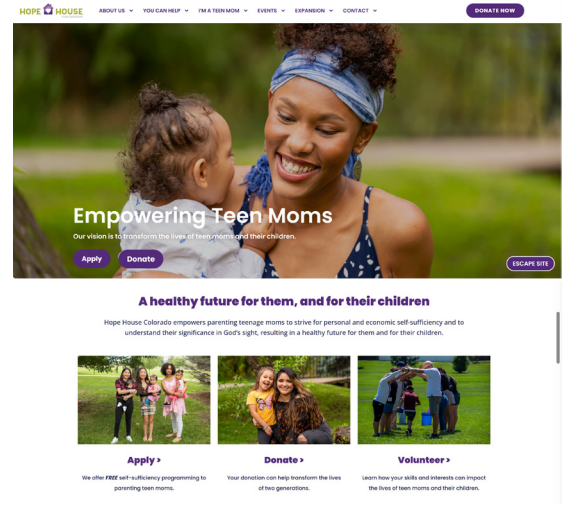 HOPE HOUSE
ABOUT US
YOU CAN HELP
I'M A TEEN MOM
EVENTS
EXPANSION
CONTACT
DONATE NOW
Empowering Teen Moms
Our vision is to transform the lives of teen moms and their children.
Apply
Donate
ESCAPE SITE
A healthy future for them, and for their children
Hope House Colorado empowers parenting teenage moms to strive for personal and economic self-sufficiency and to
understand their significance in God's sight, resulting in a healthy future for them and for their children.
Apply >
We offer FREE self-sufficiency programming to
parenting teen moms.
Donate >
Your donation can help transform the lives
of two generations.
Volunteer >
Learn how your skills and interests can impact
the lives of teen moms and their children.